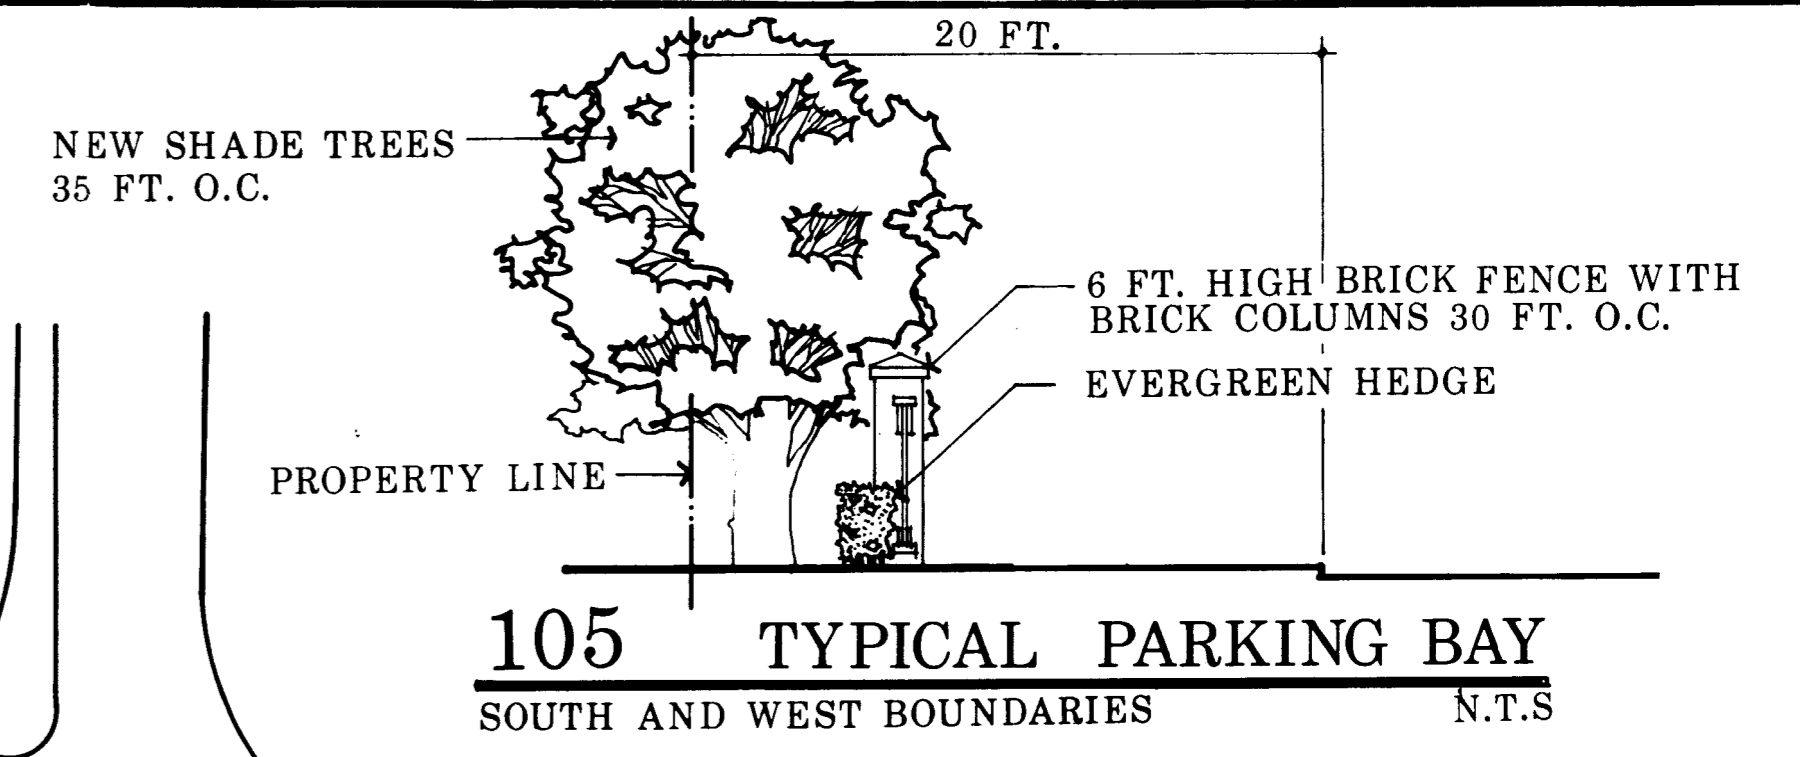 20 FT.
NEW SHADE TREES
35 FT. O.C.
6 FT. HIGH BRICK FENCE WITH
BRICK COLUMNS 30 FT. O.C.
EVERGREEN HEDGE
PROPERTY LINE
105 TYPICAL PARKING BAY
SOUTH AND WEST BOUNDARIES N.T.S